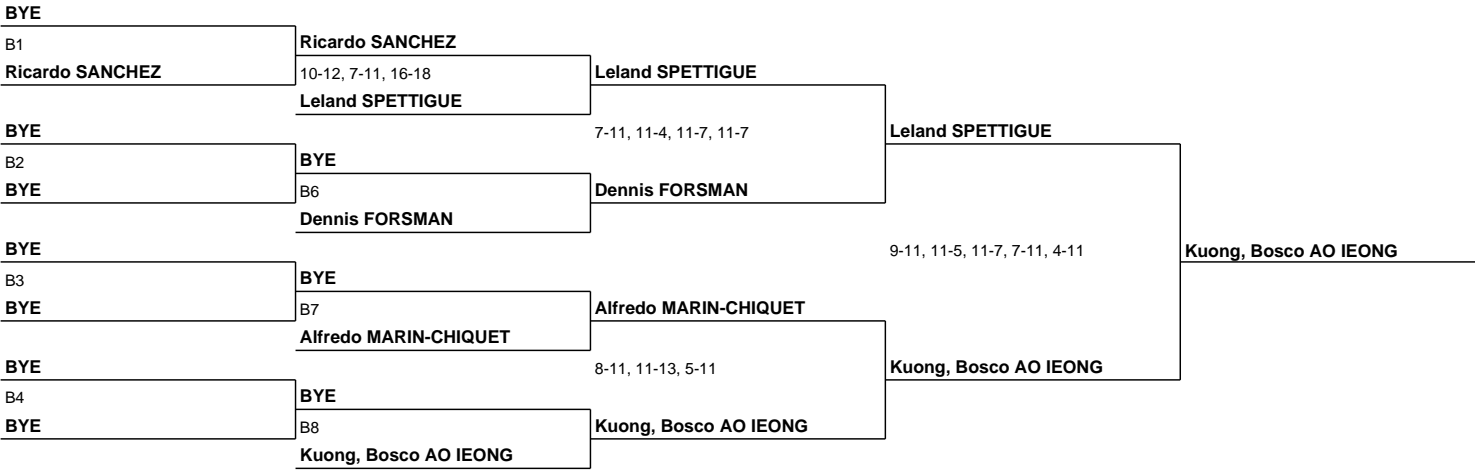 BYE
B1
Ricardo SANCHEZ
Ricardo SANCHEZ
10-12, 7-11, 16-18
Leland SPETTIGUE
Leland SPETTIGUE
BYE
B2
BYE
BYE
B6
Dennis FORSMAN
7-11, 11-4, 11-7, 11-7
Dennis FORSMAN
Leland SPETTIGUE
BYE
B3
BYE
BYE
B7
Alfredo MARIN-CHIQUET
Alfredo MARIN-CHIQUET
BYE
B4
BYE
BYE
B8
Kuong, Bosco AO IEONG
8-11, 11-13, 5-11
Kuong, Bosco AO IEONG
Kuong, Bosco AO IEONG
9-11, 11-5, 11-7, 7-11, 4-11
Kuong, Bosco AO IEONG